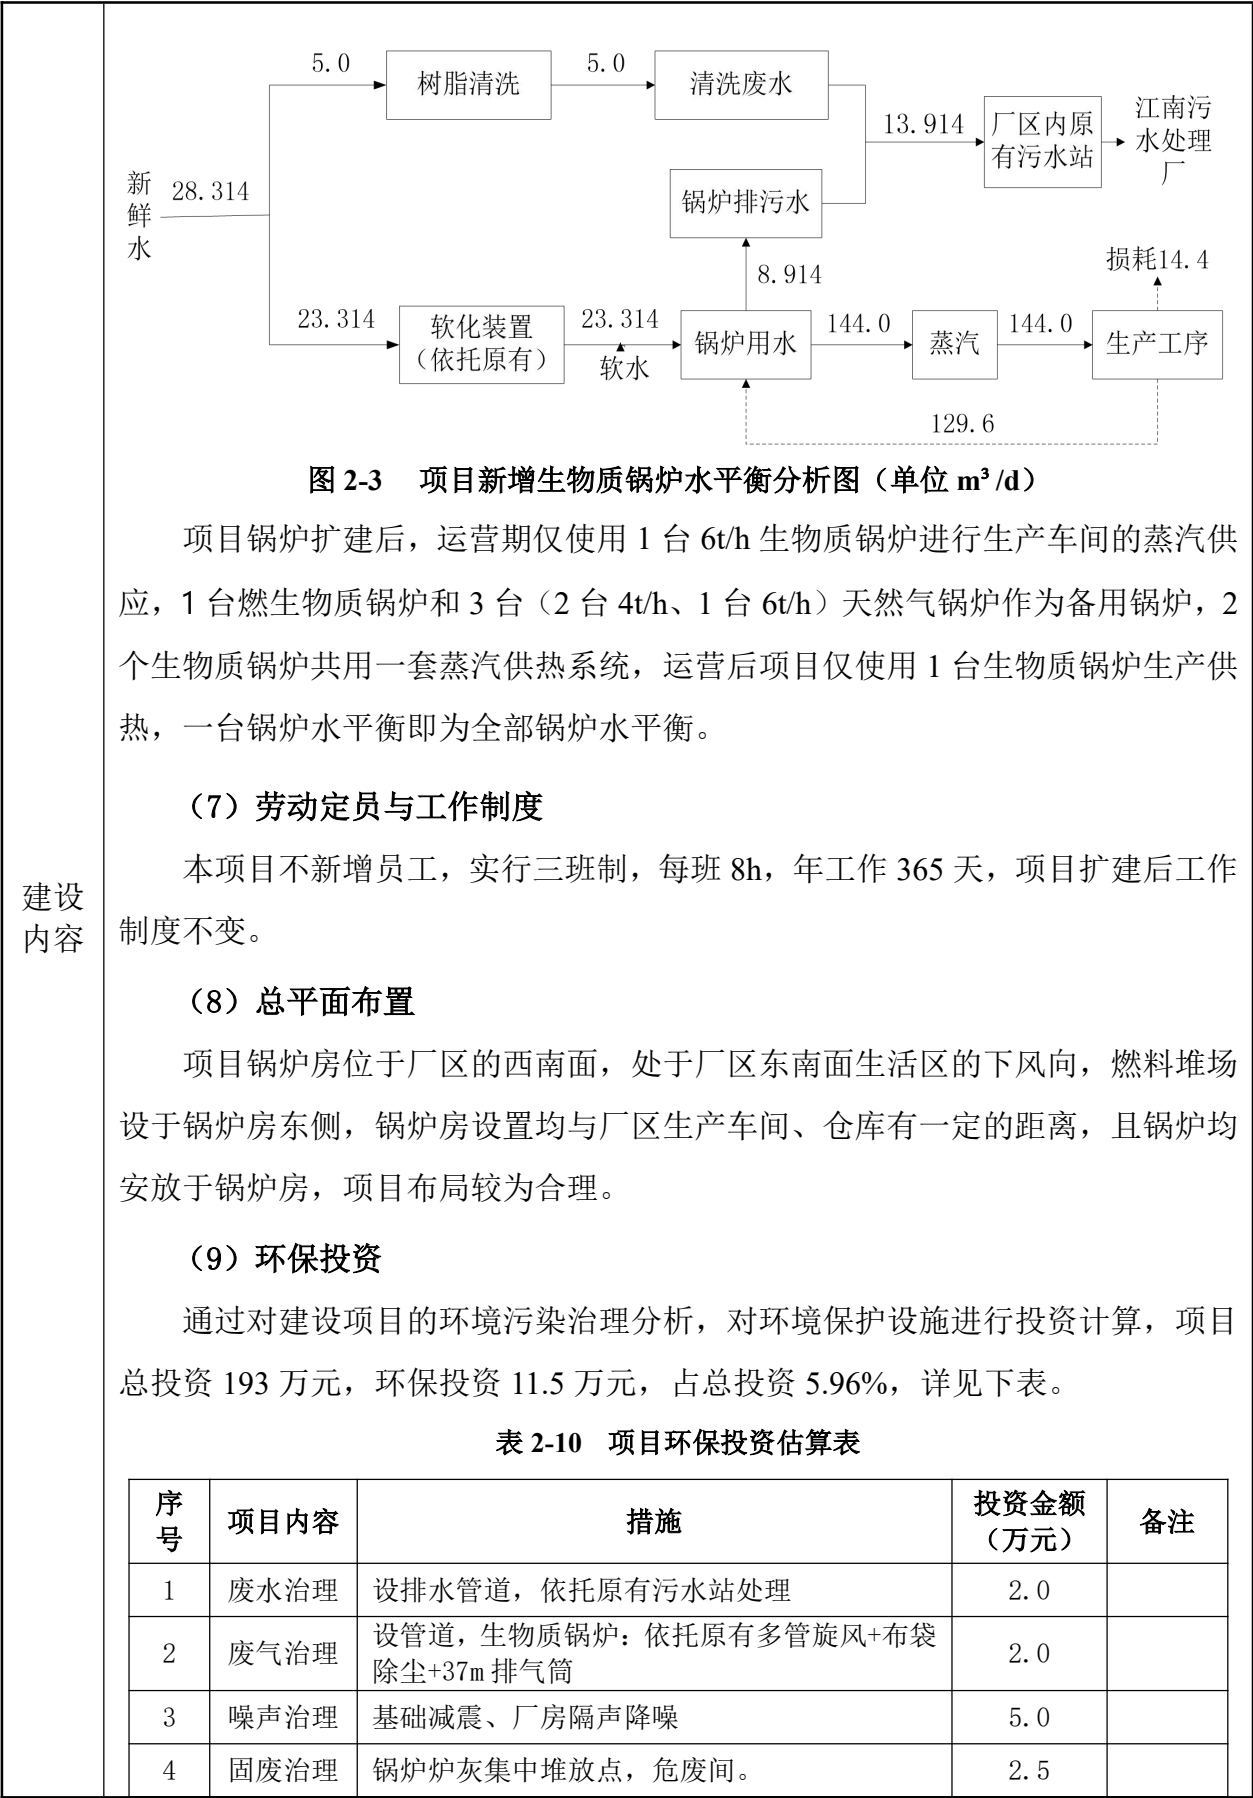 建设
内容
5.0
树脂清洗
5.0
清洗废水
13.914
厂区内原
有污水站
江南污
水处理
厂
新
鲜
水
28.314
锅炉排污水
8.914
损耗14.4
23.314
软化装置
（依托原有）
23.314
软水
锅炉用水
144.0
蒸汽
144.0
生产工序
129.6
图 2-3 项目新增生物质锅炉水平衡分析图（单位 m³/d）
项目锅炉扩建后，运营期仅使用 1 台 6t/h 生物质锅炉进行生产车间的蒸汽供
应，1 台燃生物质锅炉和 3 台（2 台 4t/h、1 台 6t/h）天然气锅炉作为备用锅炉，2
个生物质锅炉共用一套蒸汽供热系统，运营后项目仅使用 1 台生物质锅炉生产供
热，一台锅炉水平衡即为全部锅炉水平衡。
（7）劳动定员与工作制度
本项目不新增员工，实行三班制，每班 8h，年工作 365 天，项目扩建后工作
制度不变。
（8）总平面布置
项目锅炉房位于厂区的西南面，处于厂区东南面生活区的下风向，燃料堆场
设于锅炉房东侧，锅炉房设置均与厂区生产车间、仓库有一定的距离，且锅炉均
安放于锅炉房，项目布局较为合理。
（9）环保投资
通过对建设项目的环境污染治理分析，对环境保护设施进行投资计算，项目
总投资 193 万元，环保投资 11.5 万元，占总投资 5.96%，详见下表。
表 2-10 项目环保投资估算表
序号 项目内容 措施 投资金额（万元） 备注
1 废水治理 设排水管道，依托原有污水站处理 2.0
2 废气治理 设管道，生物质锅炉：依托原有多管旋风+布袋
除尘+37m 排气筒 2.0
3 噪声治理 基础减震、厂房隔声降噪 5.0
4 固废治理 锅炉炉灰集中堆放点，危废间。 2.5